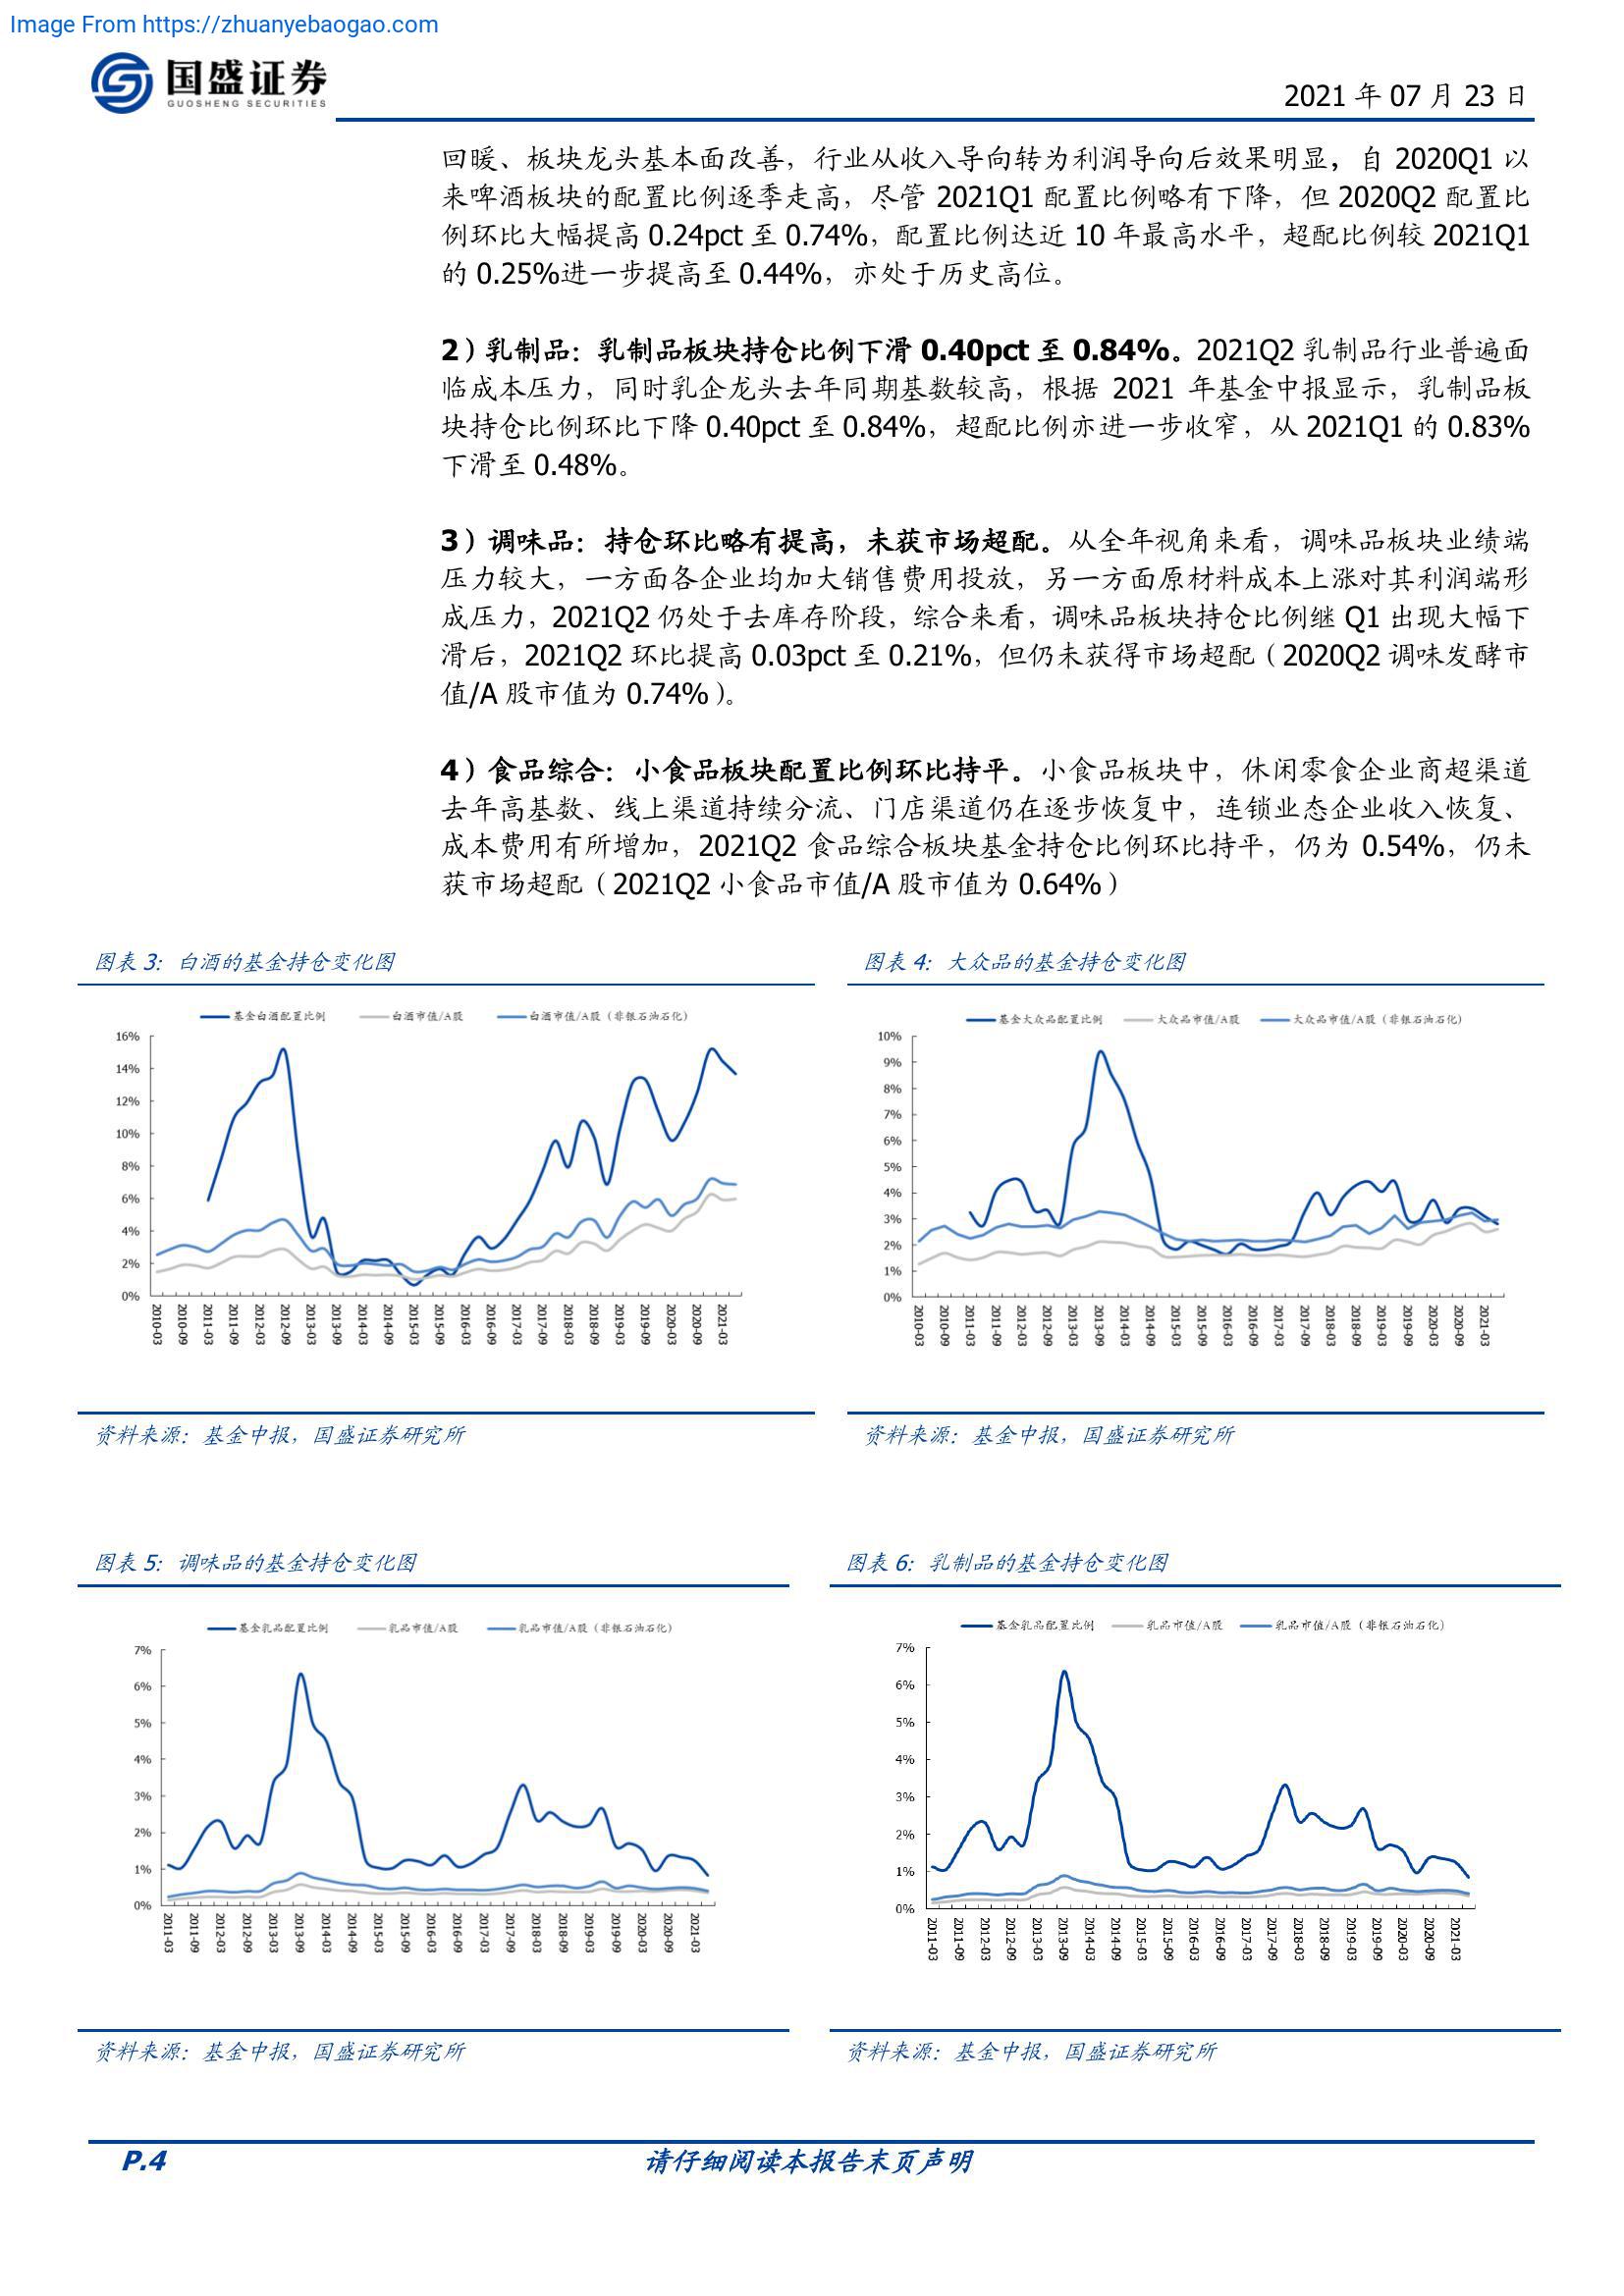 Image From https://zhuanyebaogao.com
国盛证券
GUOSHENG SECURITIES
2021 年 07 月 23 日
回暖、板块龙头基本面改善，行业从收入导向转为利润导向后效果明显，自 2020Q1 以
来啤酒板块的配置比例逐季走高，尽管 2021Q1 配置比例略有下降，但 2020Q2 配置比
例环比大幅提高 0.24pct 至 0.74%，配置比例达近 10 年最高水平，超配比例较 2021Q1
的 0.25%进一步提高至 0.44%，亦处于历史高位。
2）乳制品：乳制品板块持仓比例下滑 0.40pct 至 0.84%。2021Q2 乳制品行业普遍面
临成本压力，同时乳企龙头去年同期基数较高，根据 2021 年基金中报显示，乳制品板
块持仓比例环比下降 0.40pct 至 0.84%，超配比例亦进一步收窄，从 2021Q1 的 0.83%
下滑至 0.48%。
3）调味品：持仓环比略有提高，未获市场超配。从全年视角来看，调味品板块业绩端
压力较大，一方面各企业均加大销售费用投放，另一方面原材料成本上涨对其利润端形
成压力，2021Q2 仍处于去库存阶段，综合来看，调味品板块持仓比例继 Q1 出现大幅下
滑后，2021Q2 环比提高 0.03pct 至 0.21%，但仍未获得市场超配（2020Q2 调味发酵市
值/A 股市值为 0.74%）。
4）食品综合：小食品板块配置比例环比持平。小食品板块中，休闲零食企业商超渠道
去年高基数、线上渠道持续分流、门店渠道仍在逐步恢复中，连锁业态企业收入恢复、
成本费用有所增加，2021Q2 食品综合板块基金持仓比例环比持平，仍为 0.54%，仍未
获市场超配（2021Q2 小食品市值/A 股市值为 0.64%）
图表 3：白酒的基金持仓变化图
基金白酒配置比例 白酒市值/A股 白酒市值/A股（非银石油石化）
16%
14%
12%
10%
8%
6%
4%
2%
0%
2010-03 2010-09 2011-03 2011-09 2012-03 2012-09 2013-03 2013-09 2014-03 2014-09 2015-03 2015-09 2016-03 2016-09 2017-03 2017-09 2018-03 2018-09 2019-03 2019-09 2020-03 2020-09 2021-03
资料来源：基金中报，国盛证券研究所
图表 4：大众品的基金持仓变化图
基金大众品配置比例 大众品市值/A股 大众品市值/A股（非银石油石化）
10%
9%
8%
7%
6%
5%
4%
3%
2%
1%
0%
2010-03 2010-09 2011-03 2011-09 2012-03 2012-09 2013-03 2013-09 2014-03 2014-09 2015-03 2015-09 2016-03 2016-09 2017-03 2017-09 2018-03 2018-09 2019-03 2019-09 2020-03 2020-09 2021-03
资料来源：基金中报，国盛证券研究所
图表 5：调味品的基金持仓变化图
基金乳品配置比例 乳品市值/A股 乳品市值/A股（非银石油石化）
7%
6%
5%
4%
3%
2%
1%
0%
2011-03 2011-09 2012-03 2012-09 2013-03 2013-09 2014-03 2014-09 2015-03 2015-09 2016-03 2016-09 2017-03 2017-09 2018-03 2018-09 2019-03 2019-09 2020-03 2020-09 2021-03
资料来源：基金中报，国盛证券研究所
图表 6：乳制品的基金持仓变化图
基金乳品配置比例 乳品市值/A股 乳品市值/A股（非银石油石化）
7%
6%
5%
4%
3%
2%
1%
0%
2011-03 2011-09 2012-03 2012-09 2013-03 2013-09 2014-03 2014-09 2015-03 2015-09 2016-03 2016-09 2017-03 2017-09 2018-03 2018-09 2019-03 2019-09 2020-03 2020-09 2021-03
资料来源：基金中报，国盛证券研究所
P.4
请仔细阅读本报告末页声明